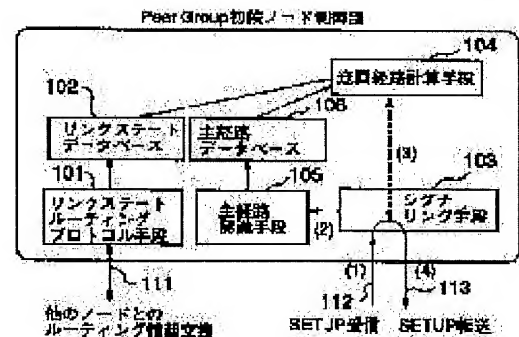 Peer Group初段ノード制御部
104
迂回経路計算手段
102
106
リンクステート
データベース
主経路
データベース
(3)
101
105
103
リンクステート
ルーティング
プロトコル手段
主経路
(2)
シグナ
リング手段
(1)
(4)
111
112
113
他のノードとの
ルーティング情報交換
SETUP受信
SETUP転送